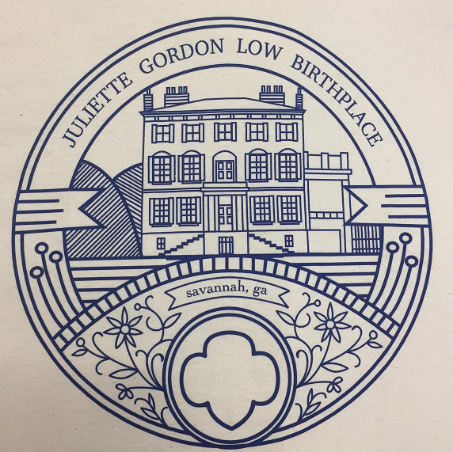 JULIETTE GORDON LOW BIRTHPLACE
savannah, ga